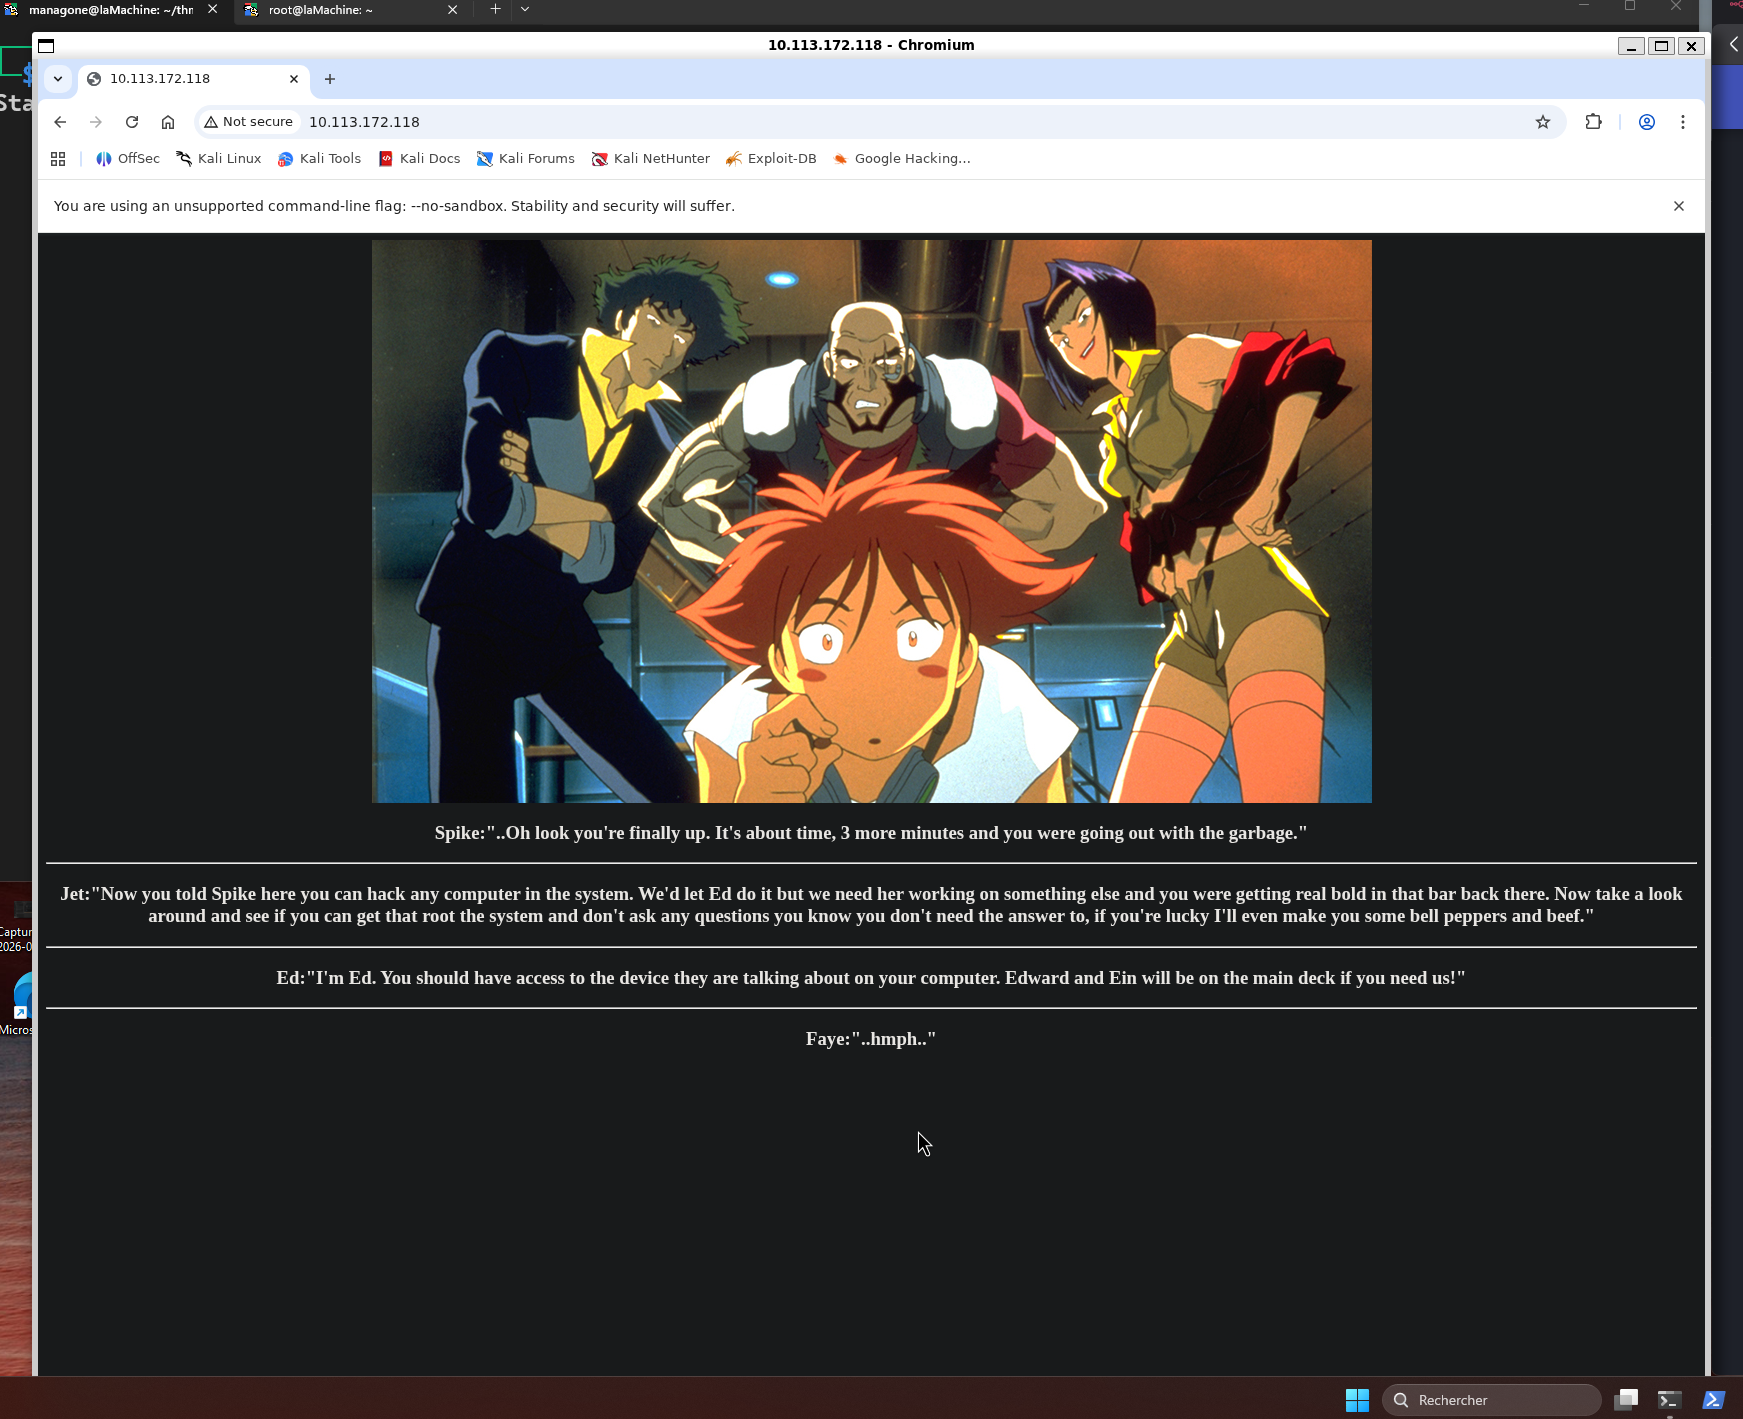 managone@laMachine: ~/thn
root@laMachine: ~
$
Sta
10.113.172.118 - Chromium
10.113.172.118
Not secure
10.113.172.118
OffSec
Kali Linux
Kali Tools
Kali Docs
Kali Forums
Kali NetHunter
Exploit-DB
Google Hacking...
You are using an unsupported command-line flag: --no-sandbox. Stability and security will suffer.
Spike:"..Oh look you're finally up. It's about time, 3 more minutes and you were going out with the garbage."
Jet:"Now you told Spike here you can hack any computer in the system. We'd let Ed do it but we need her working on something else and you were getting real bold in that bar back there. Now take a look
around and see if you can get that root the system and don't ask any questions you know you don't need the answer to, if you're lucky I'll even make you some bell peppers and beef."
Ed:"I'm Ed. You should have access to the device they are talking about on your computer. Edward and Ein will be on the main deck if you need us!"
Faye:"..hmph.."
Captur
2026-0
Micros
Rechercher